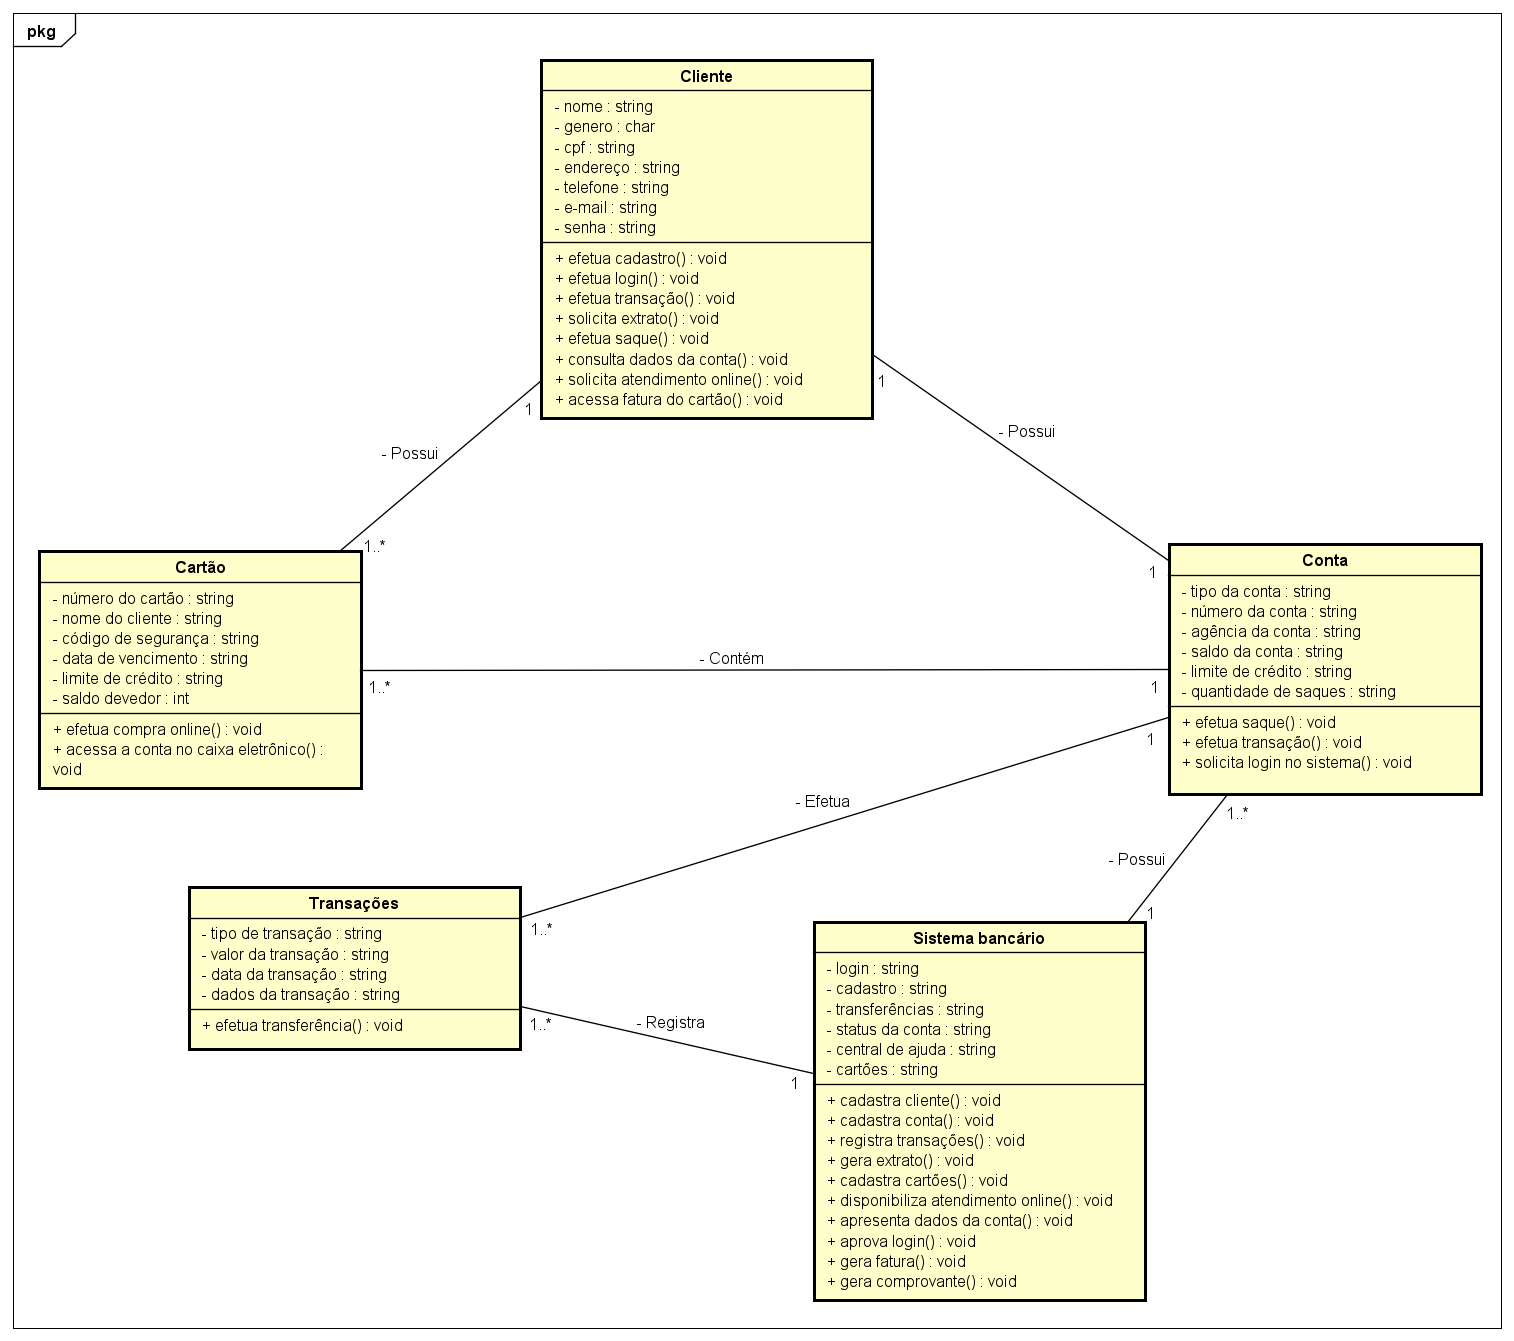 pkg
Cliente
- nome : string
- genero : char
- cpf : string
- endereço : string
- telefone : string
- e-mail : string
- senha : string
+ efetua cadastro() : void
+ efetua login() : void
+ efetua transação() : void
+ solicita extrato() : void
+ efetua saque() : void
+ consulta dados da conta() : void
+ solicita atendimento online() : void
+ acessa fatura do cartão() : void
1
1
- Possui
- Possui
1..*
1
Cartão
- número do cartão : string
- nome do cliente : string
- código de segurança : string
- data de vencimento : string
- limite de crédito : string
- saldo devedor : int
+ efetua compra online() : void
+ acessa a conta no caixa eletrônico() :
void
- Contém
1..*
1
Conta
- tipo da conta : string
- número da conta : string
- agência da conta : string
- saldo da conta : string
- limite de crédito : string
- quantidade de saques : string
+ efetua saque() : void
+ efetua transação() : void
+ solicita login no sistema() : void
1
- Efetua
1..*
1..*
- Possui
1
Transações
- tipo de transação : string
- valor da transação : string
- data da transação : string
- dados da transação : string
+ efetua transferência() : void
1..*
- Registra
1
Sistema bancário
- login : string
- cadastro : string
- transferências : string
- status da conta : string
- central de ajuda : string
- cartões : string
+ cadastra cliente() : void
+ cadastra conta() : void
+ registra transações() : void
+ gera extrato() : void
+ cadastra cartões() : void
+ disponibiliza atendimento online() : void
+ apresenta dados da conta() : void
+ aprova login() : void
+ gera fatura() : void
+ gera comprovante() : void